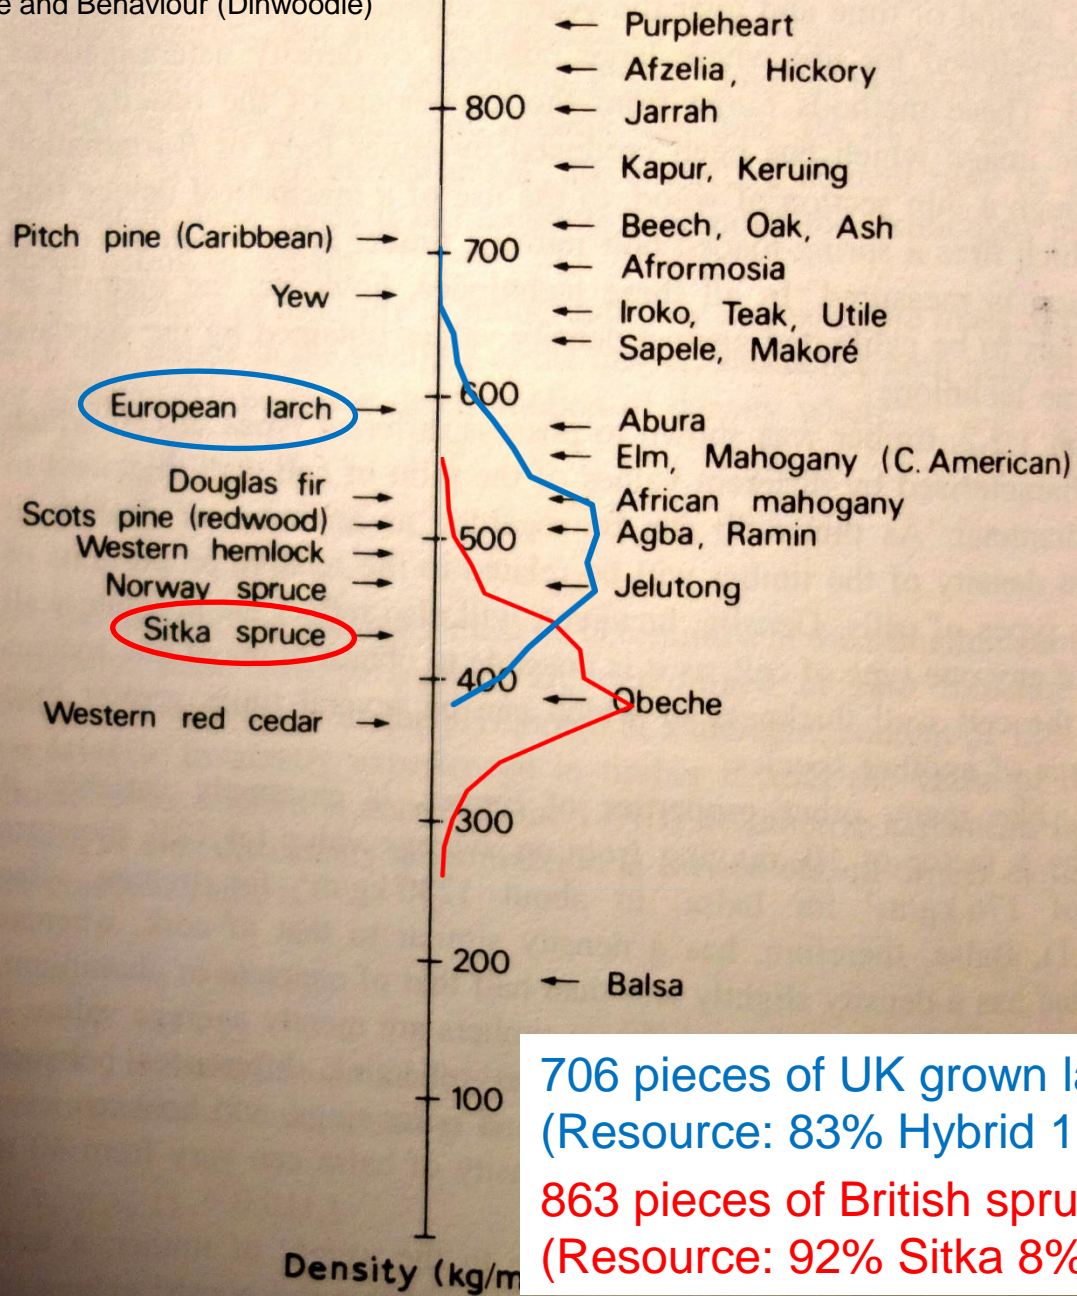 e and Behaviour (Dinwoodie)
Purpleheart
Afzelia, Hickory
800
Jarrah
Kapur, Keruing
Pitch pine (Caribbean)
700
Beech, Oak, Ash
Afrormosia
Yew
Iroko, Teak, Utile
Sapele, Makoré
European larch
600
Abura
Elm, Mahogany (C. American)
Douglas fir
African mahogany
Scots pine (redwood)
500
Agba, Ramin
Western hemlock
Norway spruce
Jelutong
Sitka spruce
400
Obeche
Western red cedar
300
200
Balsa
100
706 pieces of UK grown la
(Resource: 83% Hybrid 1
863 pieces of British spru
(Resource: 92% Sitka 8%
Density (kg/m